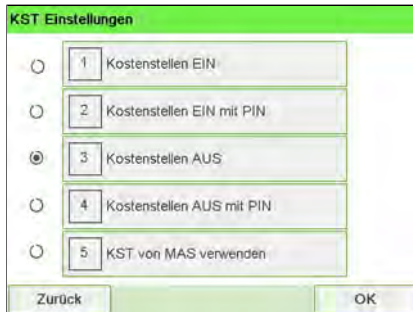 KST Einstellungen
1 Kostenstellen EIN
2 Kostenstellen EIN mit PIN
3 Kostenstellen AUS
4 Kostenstellen AUS mit PIN
5 KST von MAS verwenden
Zurück OK